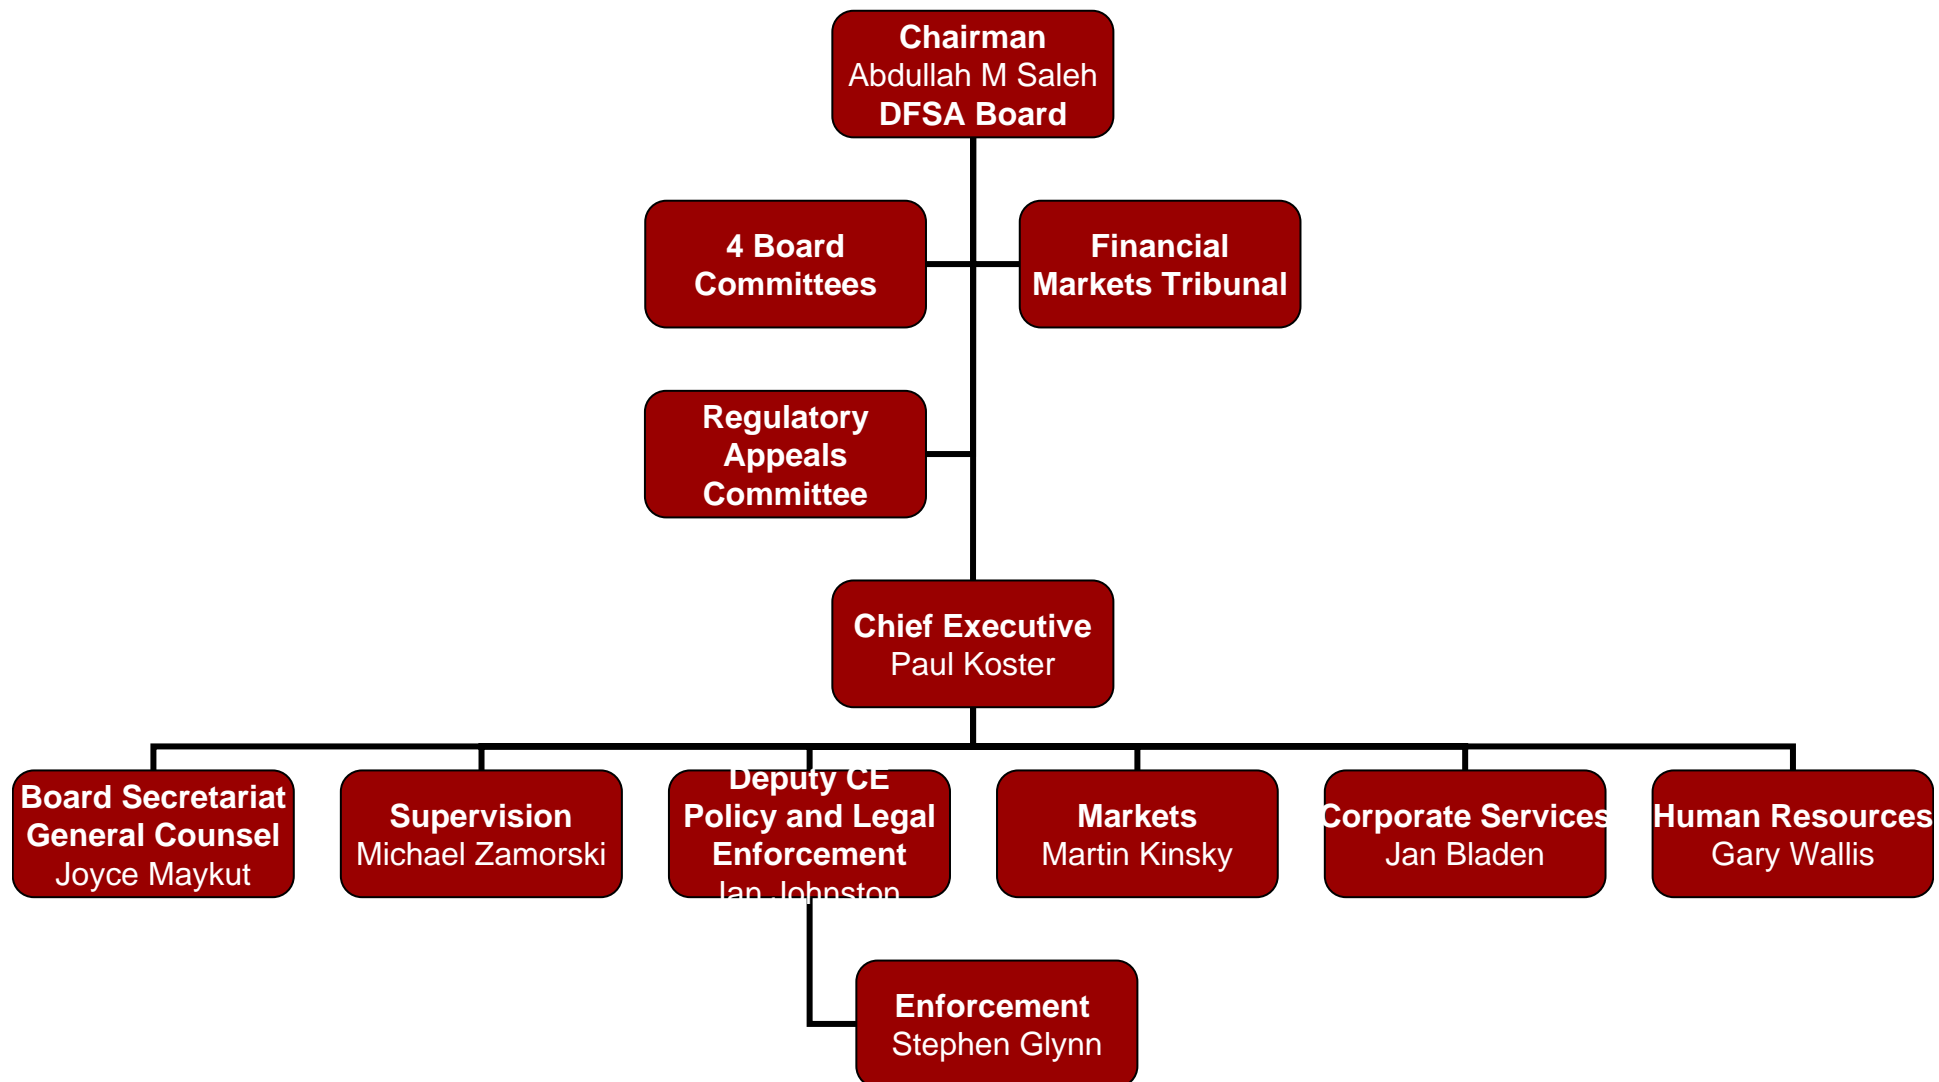 Chairman
Abdullah M Saleh
DFSA Board
4 Board
Committees
Financial
Markets Tribunal
Regulatory
Appeals
Committee
Chief Executive
Paul Koster
Board Secretariat
General Counsel
Joyce Maykut
Supervision
Michael Zamorski
Deputy CE
Policy and Legal
Enforcement
Ian Johnston
Markets
Martin Kinsky
Corporate Services
Jan Bladen
Human Resources
Gary Wallis
Enforcement
Stephen Glynn